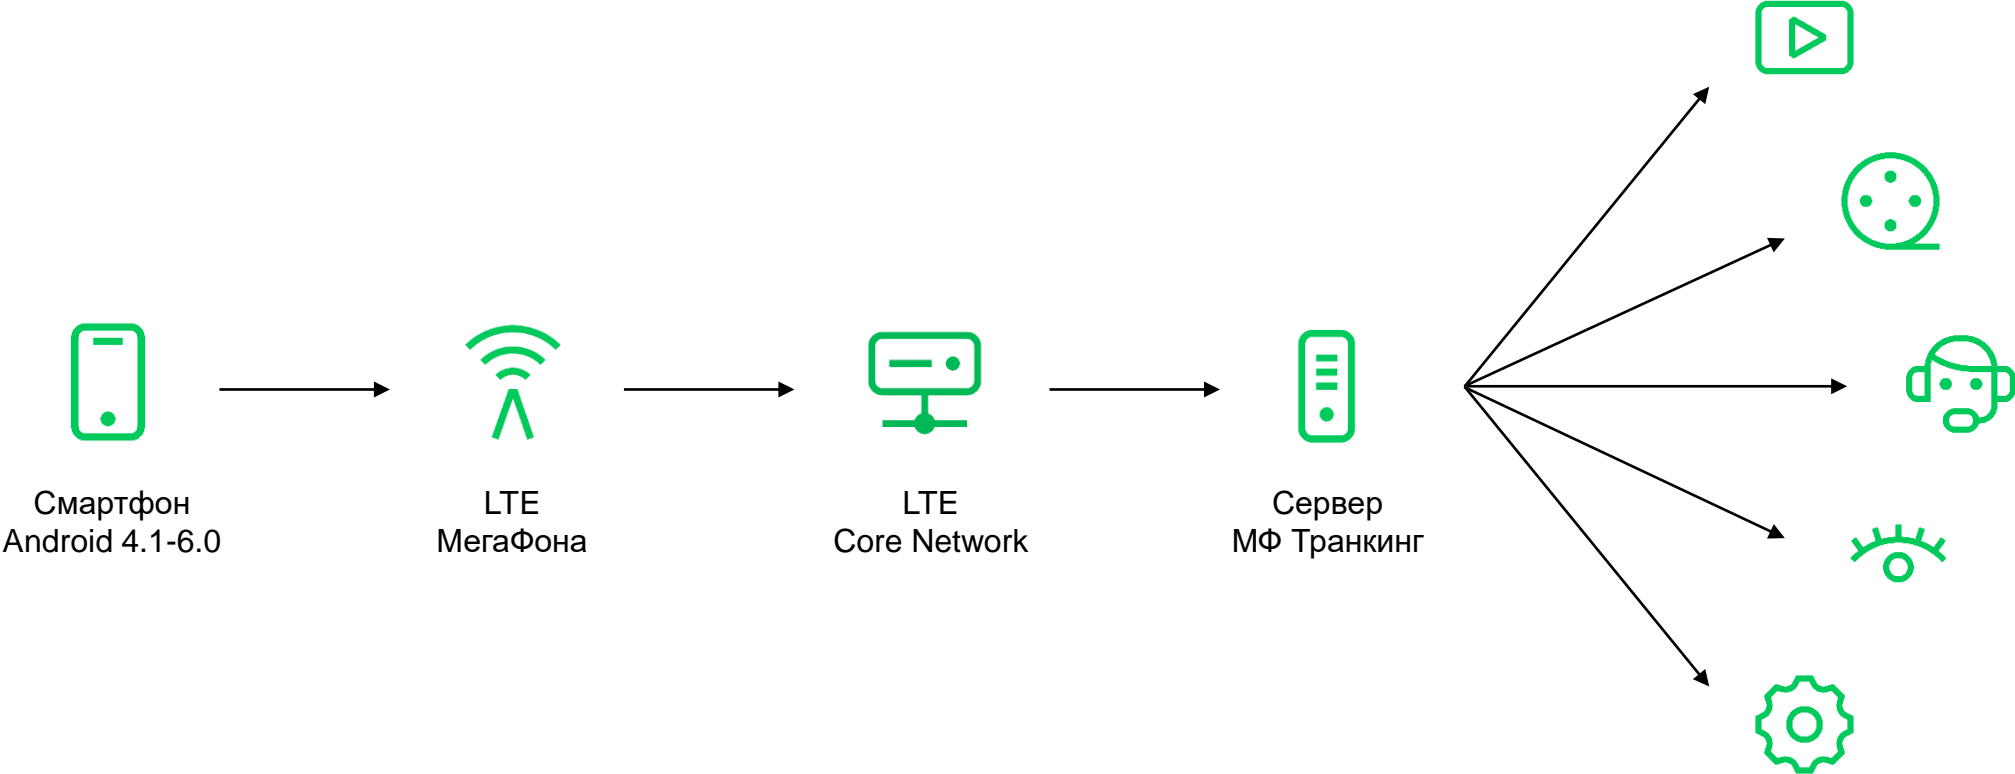 Смартфон
Android 4.1-6.0
LTE
МегаФона
LTE
Core Network
Сервер
МФ Транкинг